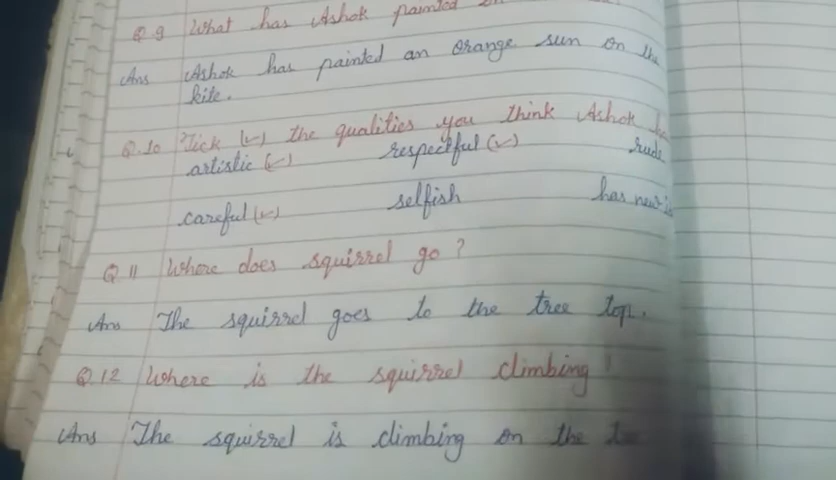 Q.9 What has Ashok painted on
Ans Ashok has painted an orange sun on the
kite.
Q.10 Tick (✓) the qualities you think Ashok
artistic (✓) respectful (✓) rude
careful (✓) selfish has new
Q 11 Where does squirrel go?
Ans The squirrel goes to the tree top.
Q.12 Where is the squirrel climbing
Ans The squirrel is climbing on the